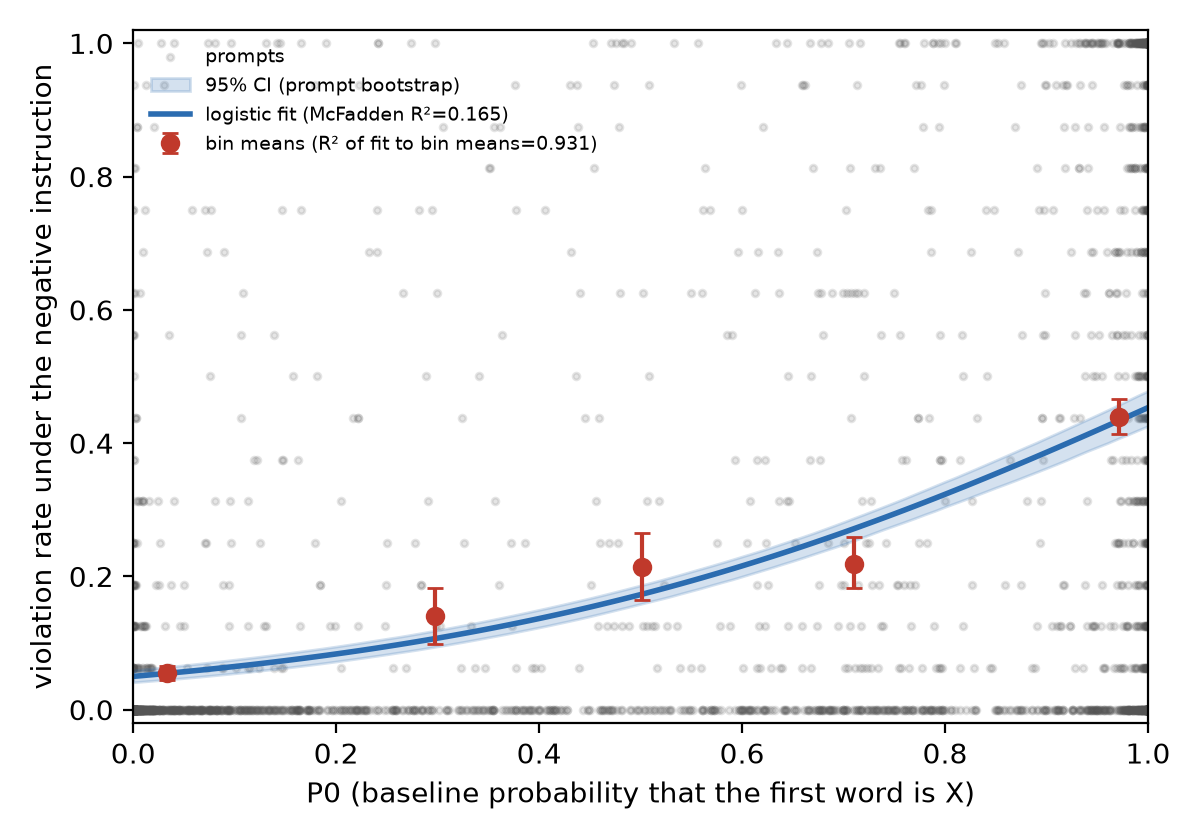 prompts
95% CI (prompt bootstrap)
logistic fit (McFadden R²=0.165)
bin means (R² of fit to bin means=0.931)
violation rate under the negative instruction
1.0
0.8
0.6
0.4
0.2
0.0
0.0 0.2 0.4 0.6 0.8 1.0
P0 (baseline probability that the first word is X)